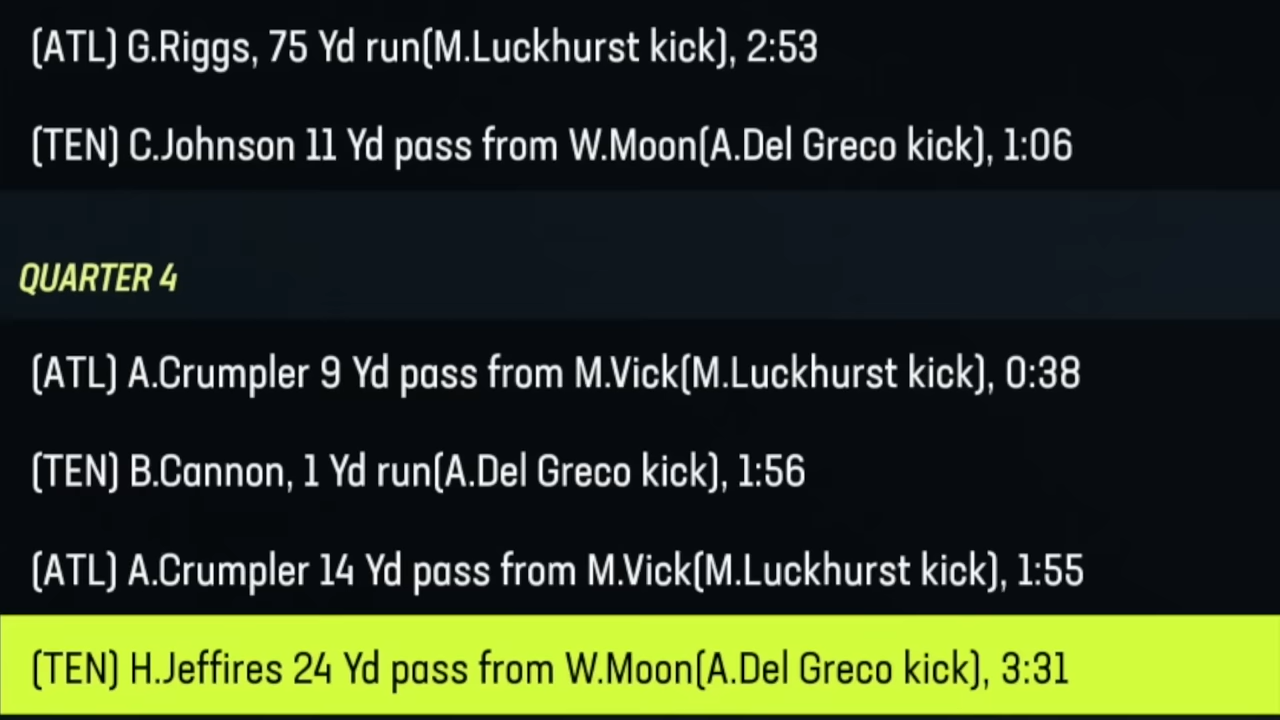 (ATL) G.Riggs, 75 Yd run(M.Luckhurst kick), 2:53
(TEN) C.Johnson 11 Yd pass from W.Moon(A.Del Greco kick), 1:06
QUARTER 4
(ATL) A.Crumpler 9 Yd pass from M.Vick(M.Luckhurst kick), 0:38
(TEN) B.Cannon, 1 Yd run(A.Del Greco kick), 1:56
(ATL) A.Crumpler 14 Yd pass from M.Vick(M.Luckhurst kick), 1:55
(TEN) H.Jeffires 24 Yd pass from W.Moon(A.Del Greco kick), 3:31